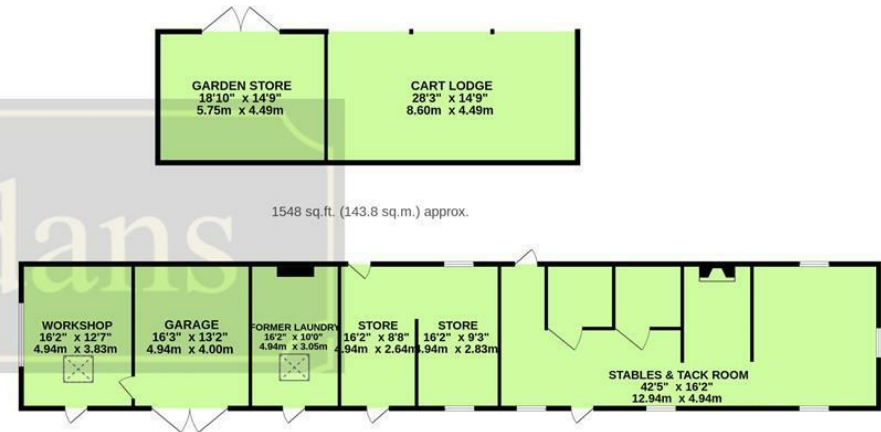 GARDEN STORE
18'10" x 14'9"
5.75m x 4.49m
CART LODGE
28'3" x 14'9"
8.60m x 4.49m
1548 sq.ft. (143.8 sq.m.) approx.
dans
WORKSHOP
16'2" x 12'7"
4.94m x 3.83m
GARAGE
16'3" x 13'2"
4.94m x 4.00m
FORMER LAUNDRY
16'2" x 10'0"
4.94m x 3.05m
STORE
16'2" x 8'8"
4.94m x 2.64m
STORE
16'2" x 9'3"
4.94m x 2.83m
STABLES & TACK ROOM
42'5" x 16'2"
12.94m x 4.94m